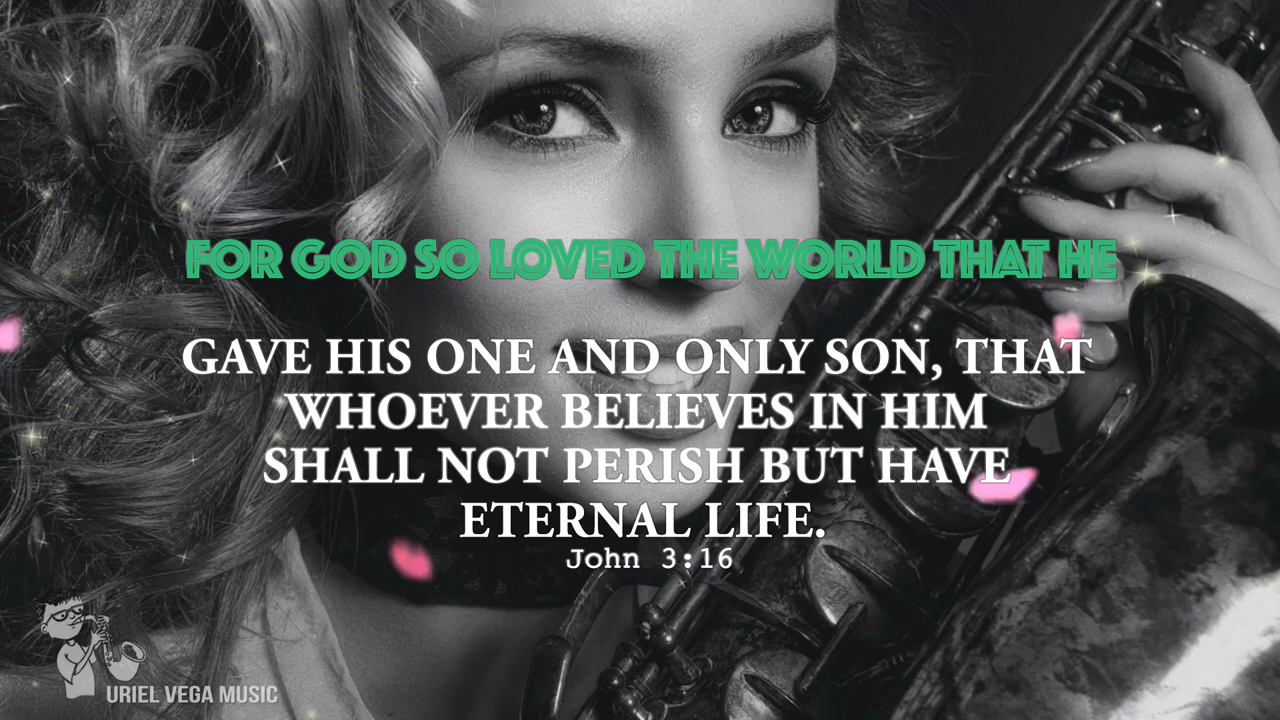 FOR GOD SO LOVED THE WORLD THAT HE
GAVE HIS ONE AND ONLY SON, THAT
WHOEVER BELIEVES IN HIM
SHALL NOT PERISH BUT HAVE
ETERNAL LIFE.
John 3:16
URIEL VEGA MUSIC